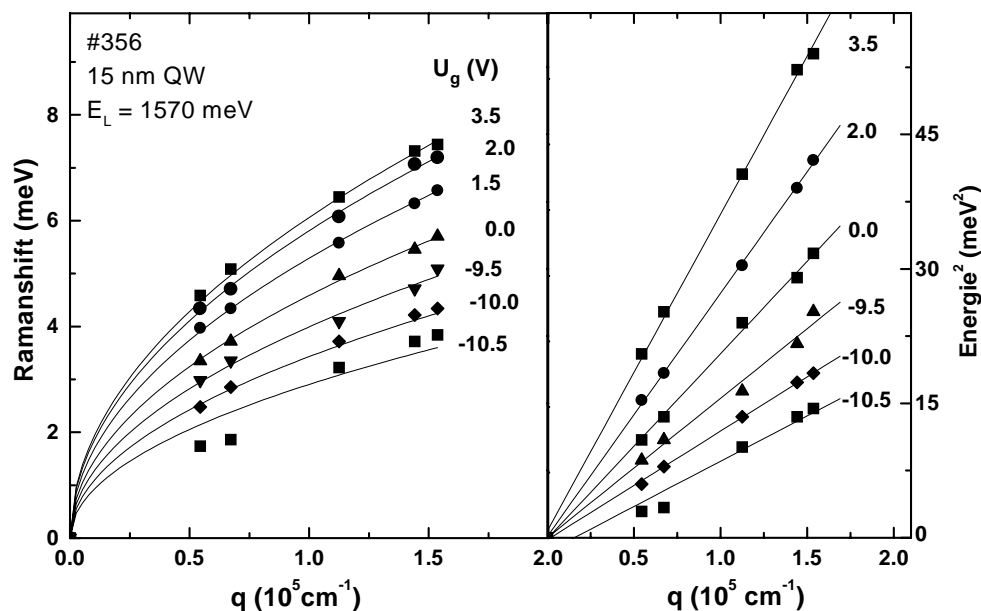 #356
15 nm QW
E_L = 1570 meV
U_g (V)
3.5
2.0
1.5
0.0
-9.5
-10.0
-10.5
Ramanshift (meV)
8
6
4
2
0
0.0 0.5 1.0 1.5
q (10^5 cm^-1)
3.5
2.0
0.0
-9.5
-10.0
-10.5
Energie^2 (meV^2)
45
30
15
0
2.0 0.5 1.0 1.5 2.0
q (10^5 cm^-1)